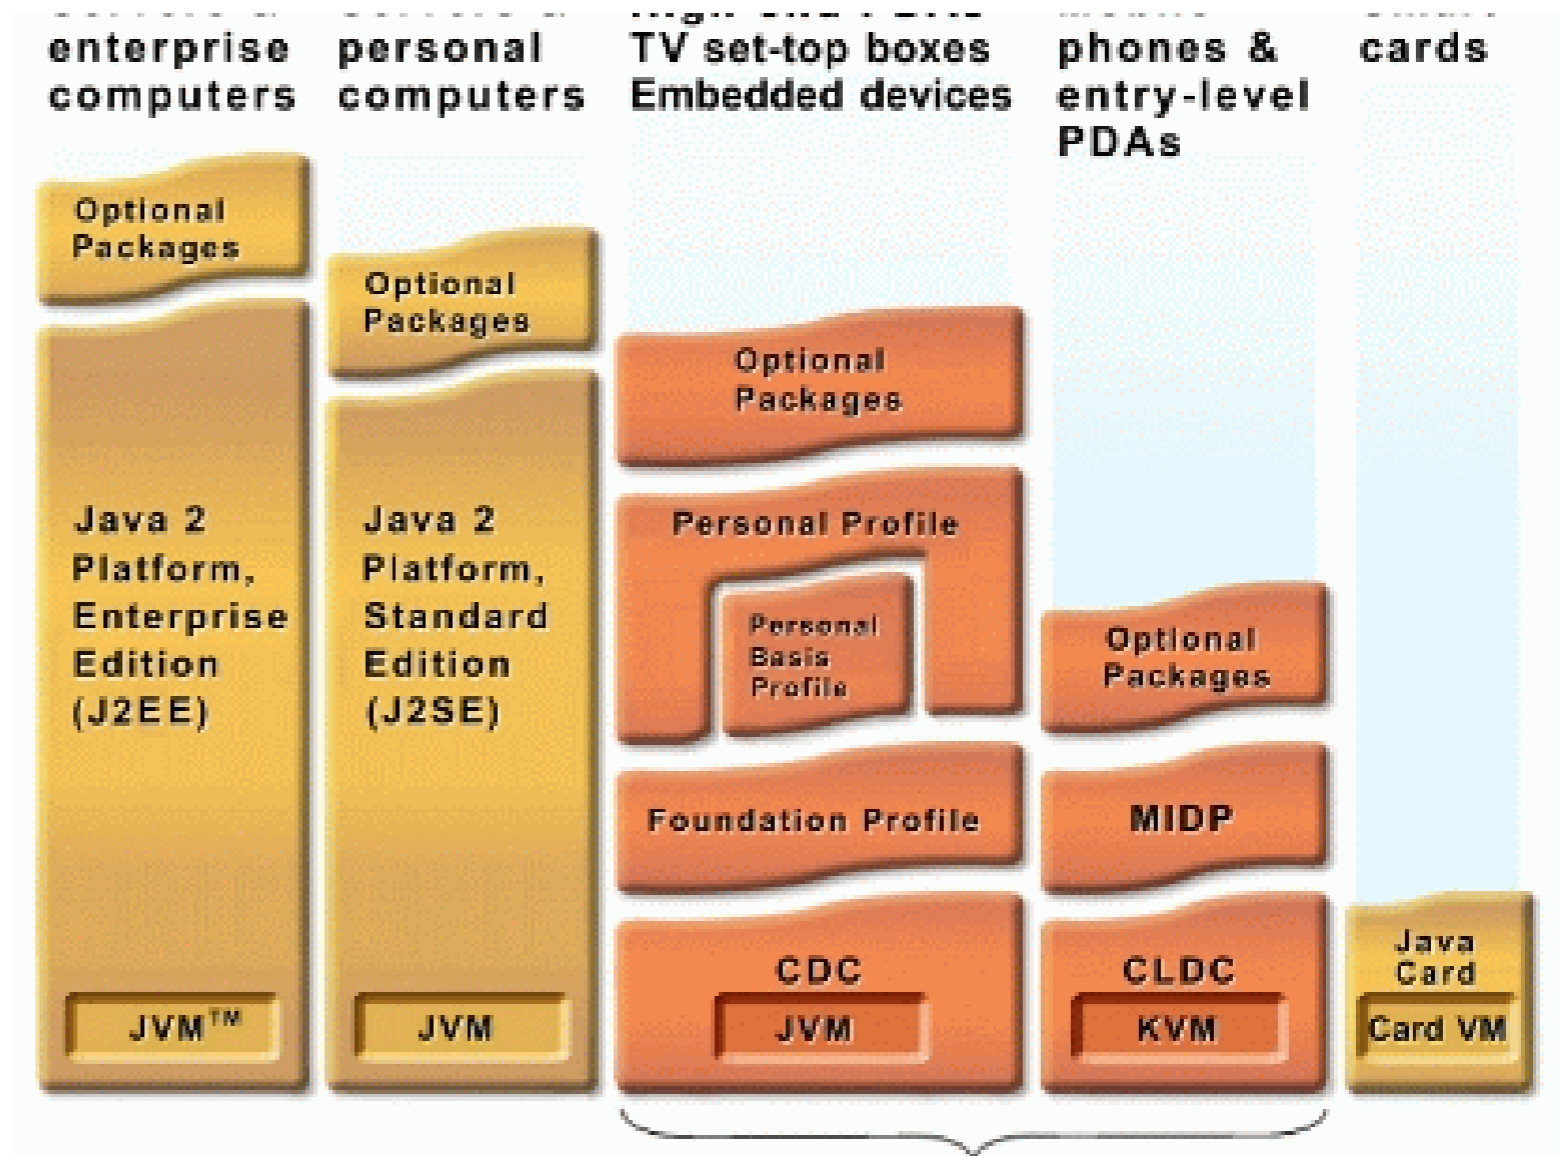 enterprise
computers
personal
computers
TV set-top boxes
Embedded devices
phones &
entry-level
PDAs
cards
Optional
Packages
Java 2
Platform,
Enterprise
Edition
(J2EE)
JVM™
Optional
Packages
Java 2
Platform,
Standard
Edition
(J2SE)
JVM
Optional
Packages
Personal Profile
Personal
Basis
Profile
Foundation Profile
CDC
JVM
Optional
Packages
MIDP
CLDC
KVM
Java
Card
Card VM